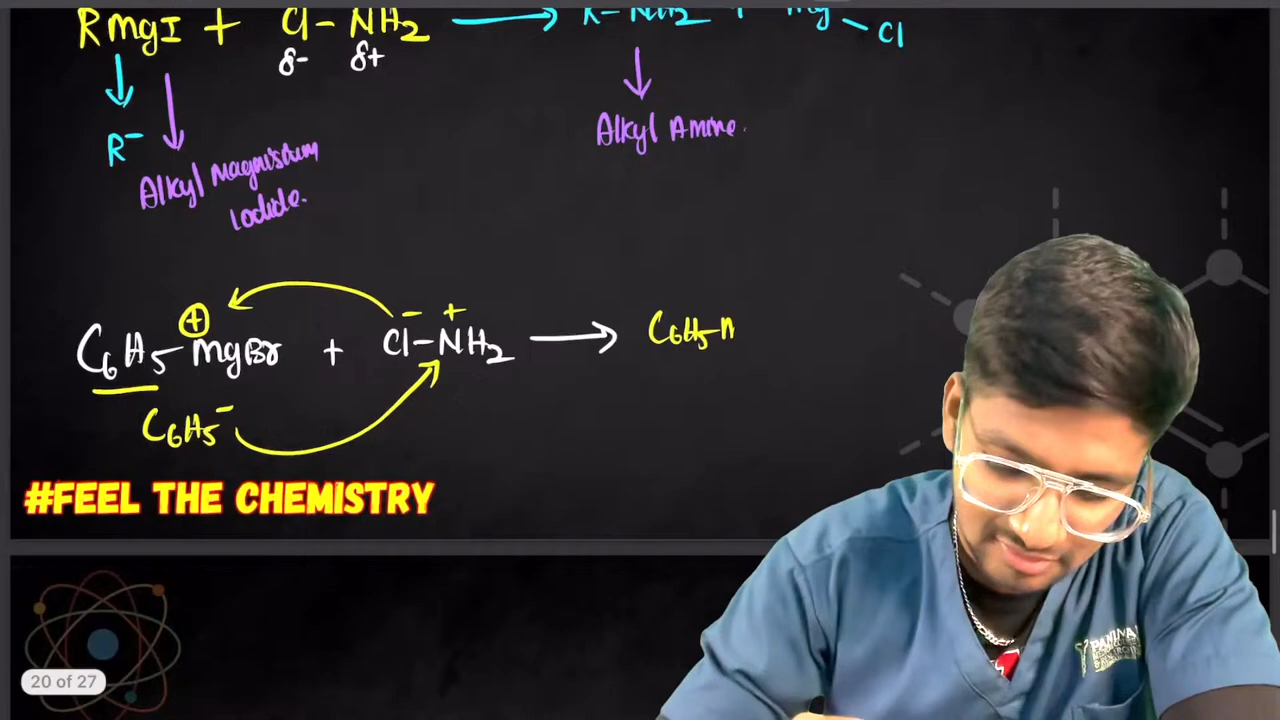 RMgI + Cl – NH2 → R – NH2 + Mg – Cl
δ- δ+
R–
Alkyl Magnistum Iodide.
Alkyl Amine.
C6H5 – MgBr + Cl – NH2 → C6H5 – N
⊕ – +
C6H5–
#FEEL THE CHEMISTRY
20 of 27